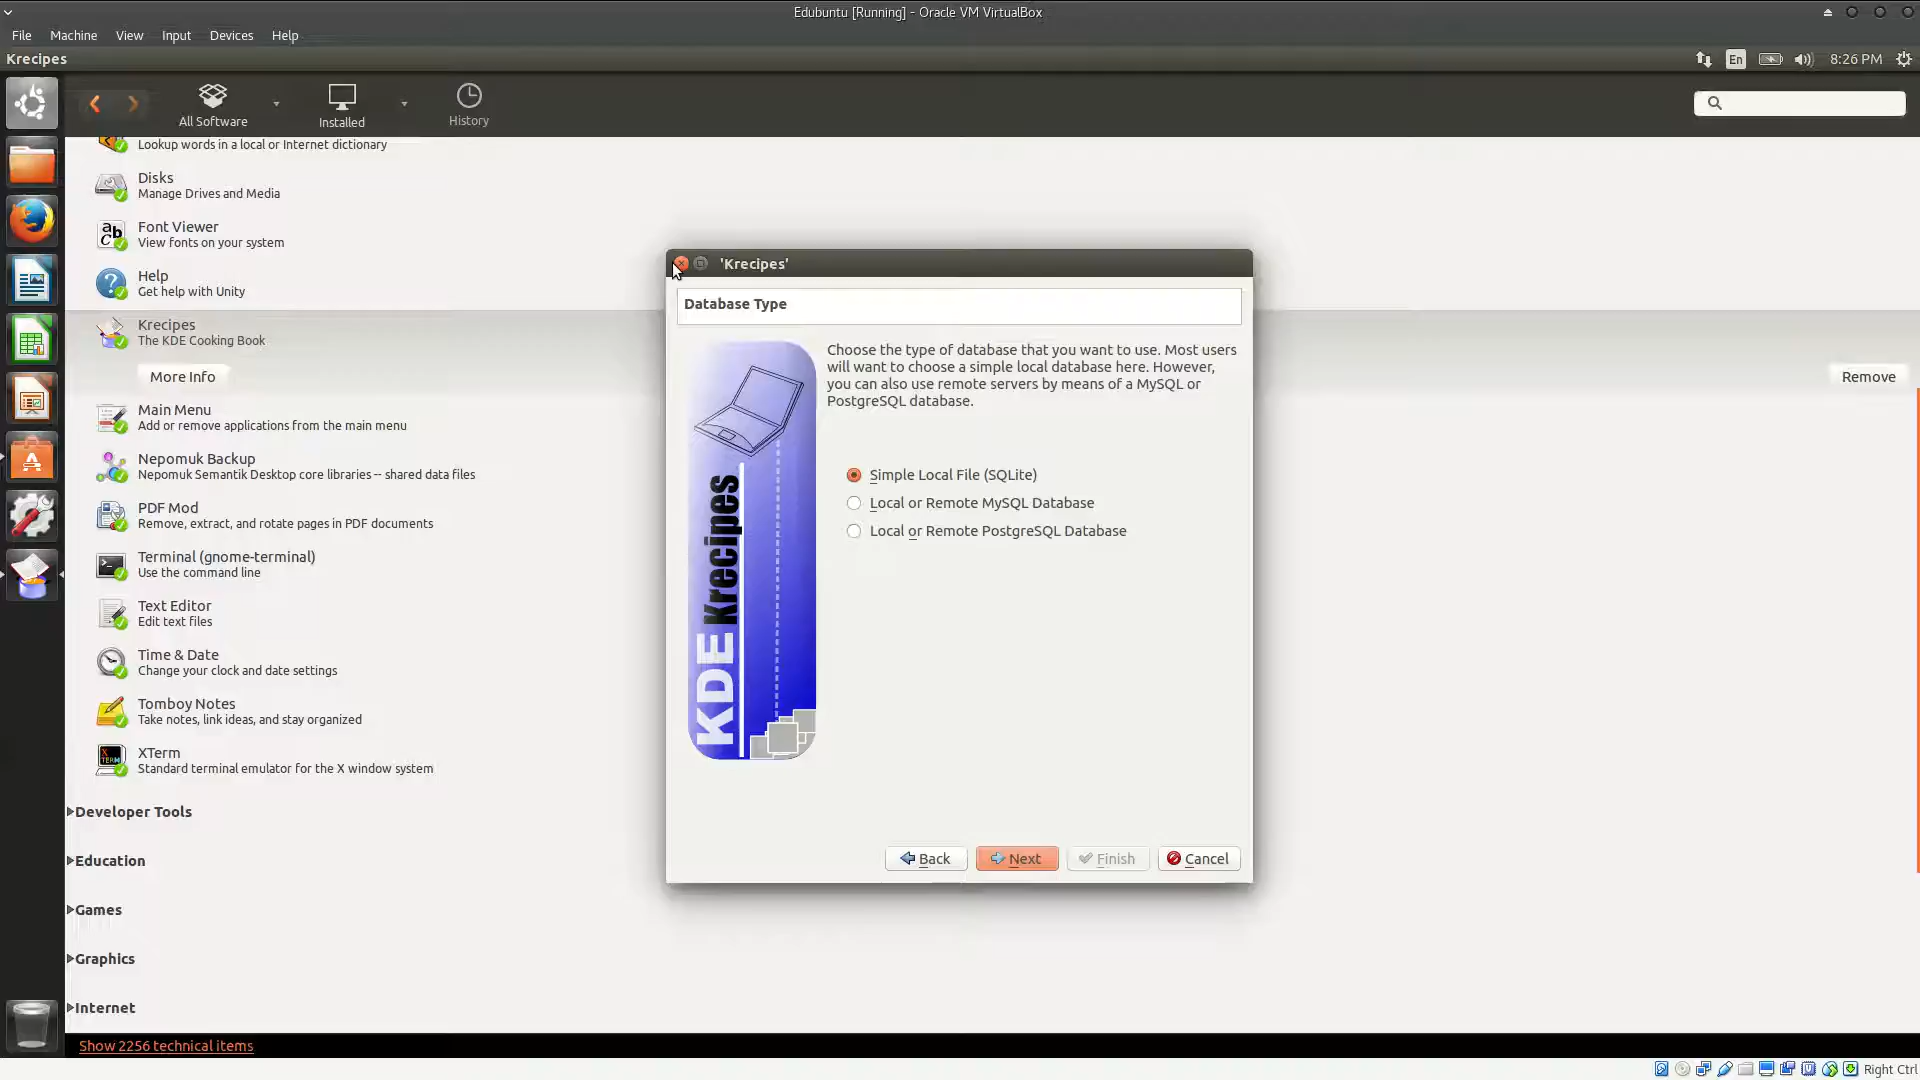 Edubuntu [Running] - Oracle VM VirtualBox
File Machine View Input Devices Help
Krecipes
En
8:26 PM
All Software
Installed
History
Lookup words in a local or Internet dictionary
Disks
Manage Drives and Media
Font Viewer
View fonts on your system
Help
Get help with Unity
Krecipes
The KDE Cooking Book
More Info
Remove
Main Menu
Add or remove applications from the main menu
Nepomuk Backup
Nepomuk Semantik Desktop core libraries -- shared data files
PDF Mod
Remove, extract, and rotate pages in PDF documents
Terminal (gnome-terminal)
Use the command line
Text Editor
Edit text files
Time & Date
Change your clock and date settings
Tomboy Notes
Take notes, link ideas, and stay organized
XTerm
Standard terminal emulator for the X window system
Developer Tools
Education
Games
Graphics
Internet
Show 2256 technical items
'Krecipes'
Database Type
Choose the type of database that you want to use. Most users
will want to choose a simple local database here. However,
you can also use remote servers by means of a MySQL or
PostgreSQL database.
KDE Krecipes
Simple Local File (SQLite)
Local or Remote MySQL Database
Local or Remote PostgreSQL Database
Back
Next
Finish
Cancel
Right Ctrl